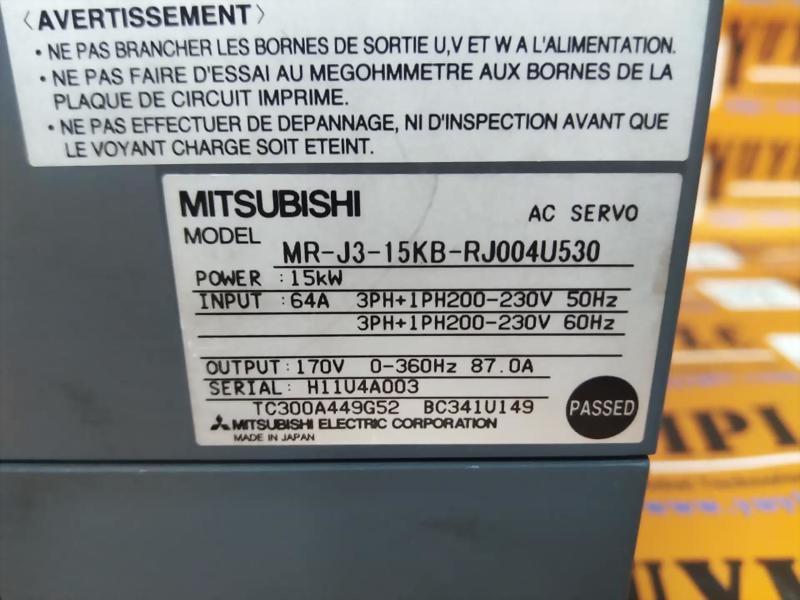 〈AVERTISSEMENT〉
• NE PAS BRANCHER LES BORNES DE SORTIE U,V ET W A L'ALIMENTATION.
• NE PAS FAIRE D'ESSAI AU MEGOHMMETRE AUX BORNES DE LA
PLAQUE DE CIRCUIT IMPRIME.
• NE PAS EFFECTUER DE DEPANNAGE, NI D'INSPECTION AVANT QUE
LE VOYANT CHARGE SOIT ETEINT.
MITSUBISHI AC SERVO
MODEL MR-J3-15KB-RJ004U530
POWER :15kW
INPUT :64A 3PH+1PH200-230V 50Hz
3PH+1PH200-230V 60Hz
OUTPUT:170V 0-360Hz 87.0A
SERIAL: H11U4A003
TC300A449G52 BC341U149
PASSED
MITSUBISHI ELECTRIC CORPORATION
MADE IN JAPAN